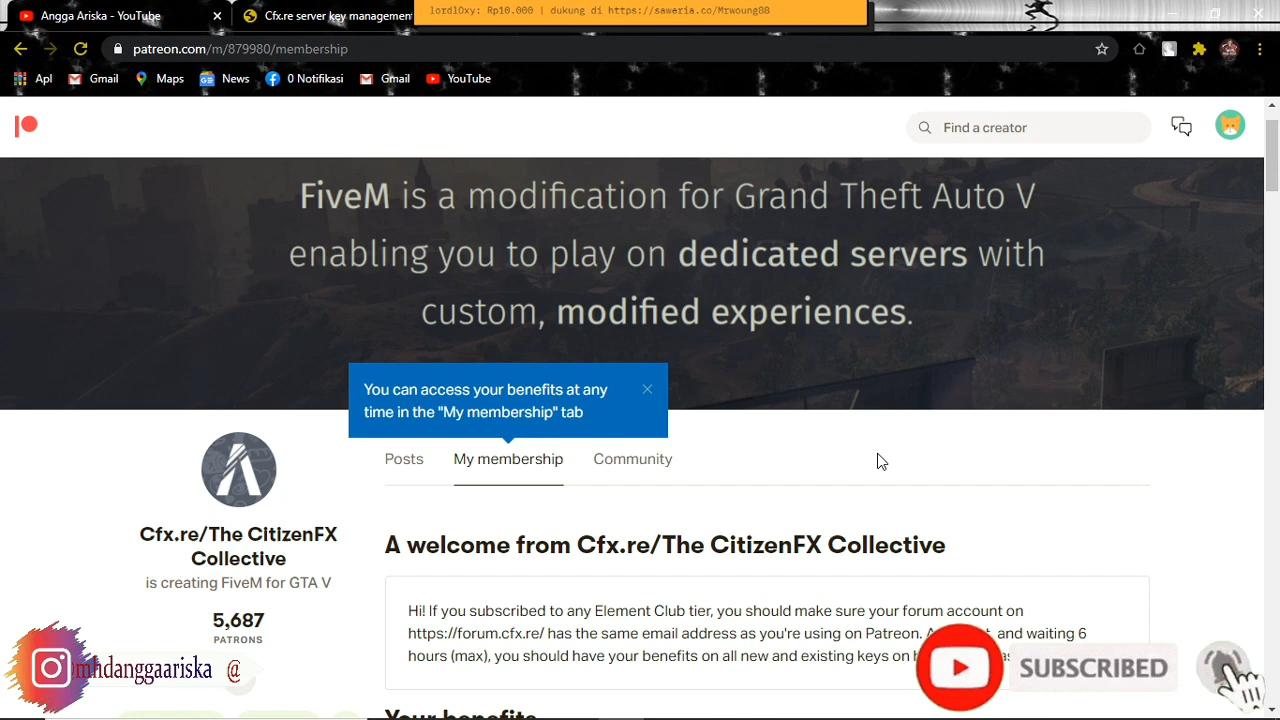 Angga Ariska - YouTube
Cfx.re server key management
lordl0xy: Rp10.000 | dukung di https://saweria.co/Mrwoung88
patreon.com/m/879980/membership
Apl
Gmail
Maps
News
0 Notifikasi
Gmail
YouTube
Find a creator
FiveM is a modification for Grand Theft Auto V
enabling you to play on dedicated servers with
custom, modified experiences.
You can access your benefits at any
time in the "My membership" tab
Posts
My membership
Community
Cfx.re/The CitizenFX
Collective
is creating FiveM for GTA V
5,687
PATRONS
A welcome from Cfx.re/The CitizenFX Collective
Hi! If you subscribed to any Element Club tier, you should make sure your forum account on
https://forum.cfx.re/ has the same email address as you're using on Patreon. and waiting 6
hours (max), you should have your benefits on all new and existing keys on
Your benefits
@mhdanggaariska @
SUBSCRIBED